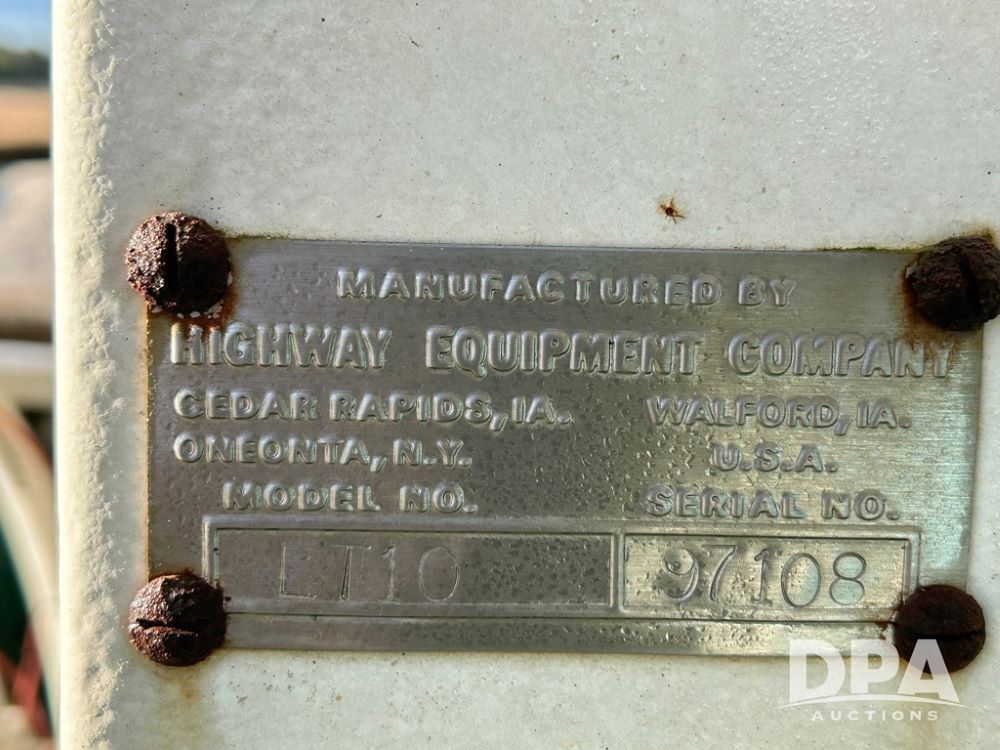 MANUFACTURED BY
HIGHWAY EQUIPMENT COMPANY
CEDAR RAPIDS, IA. WALFORD, IA.
ONEONTA, N.Y. U.S.A.
MODEL NO. SERIAL NO.
LT10 97108
DPA
AUCTIONS